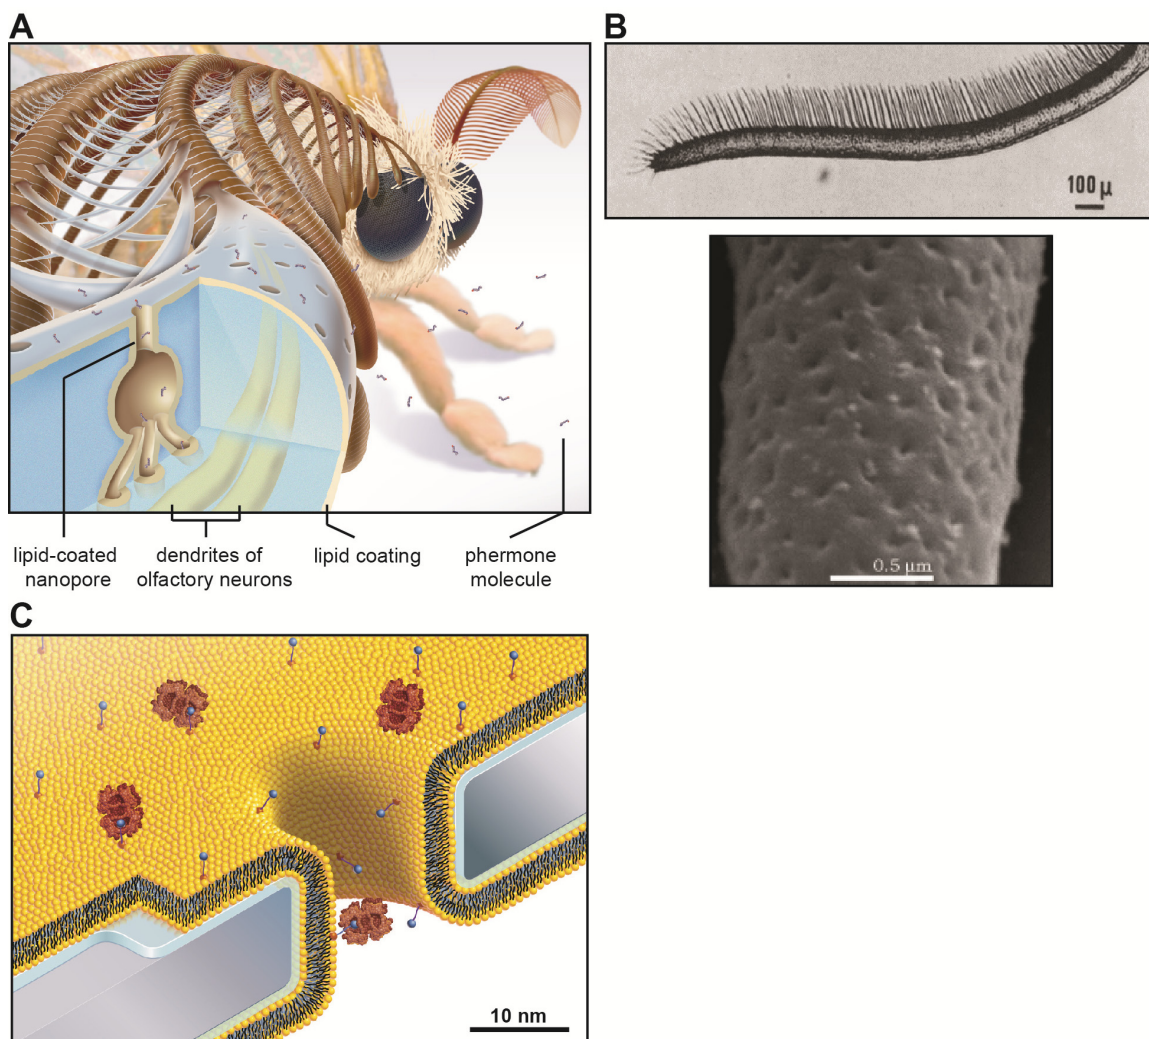 A
B
100 µ
0.5 µm
lipid-coated
nanopore
dendrites of
olfactory neurons
lipid coating
phermone
molecule
C
10 nm